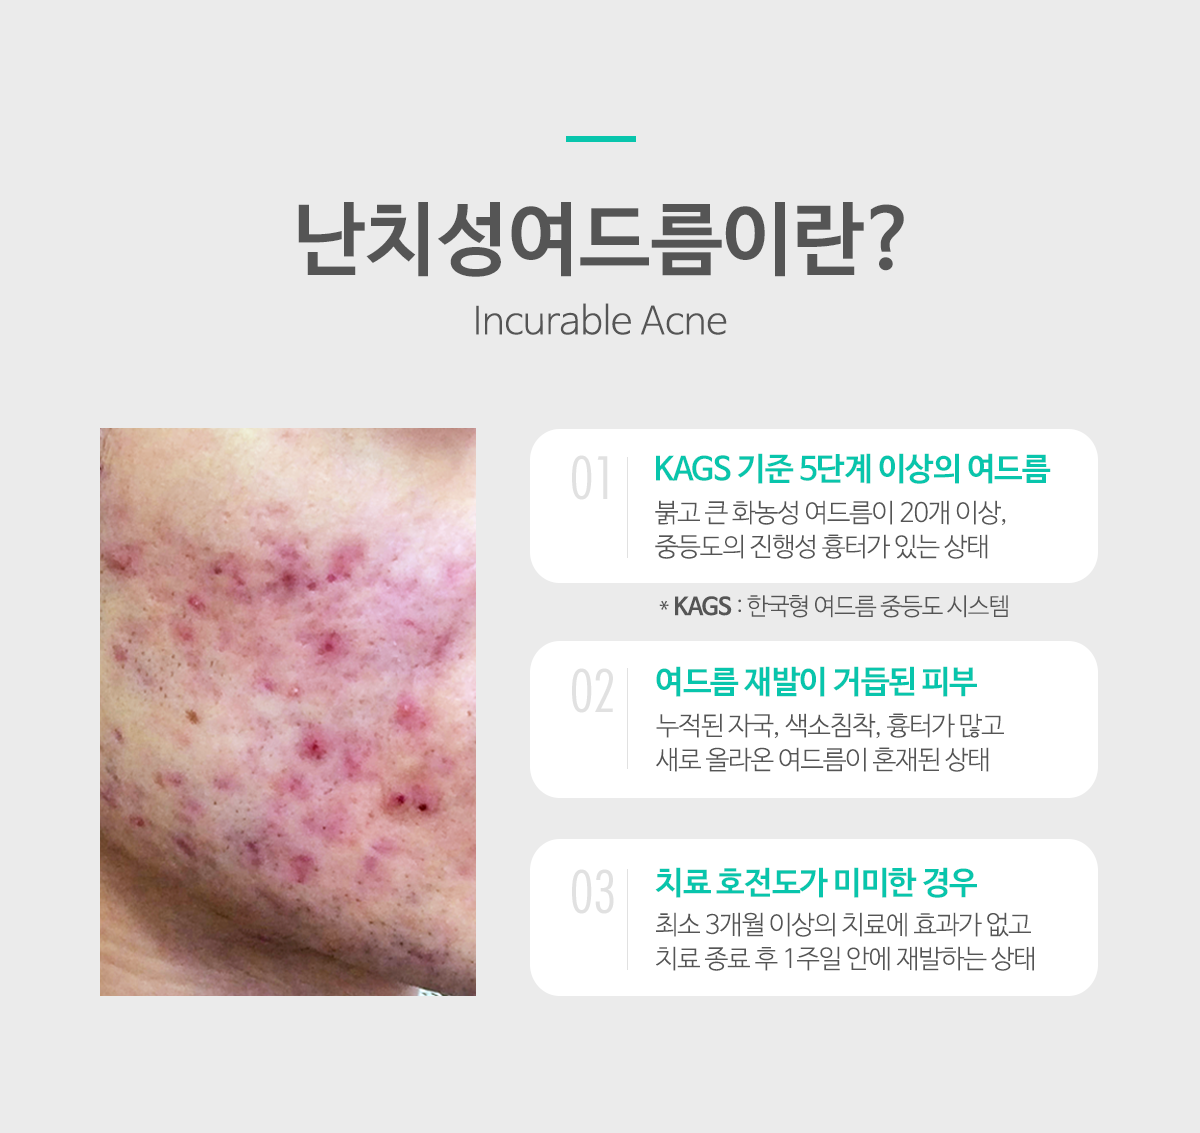 난치성여드름이란?
Incurable Acne
01
KAGS 기준 5단계 이상의 여드름
붉고 큰 화농성 여드름이 20개 이상,
중등도의 진행성 흉터가 있는 상태
* KAGS : 한국형 여드름 중등도 시스템
02
여드름 재발이 거듭된 피부
누적된 자국, 색소침착, 흉터가 많고
새로 올라온 여드름이 혼재된 상태
03
치료 호전도가 미미한 경우
최소 3개월 이상의 치료에 효과가 없고
치료 종료 후 1주일 안에 재발하는 상태